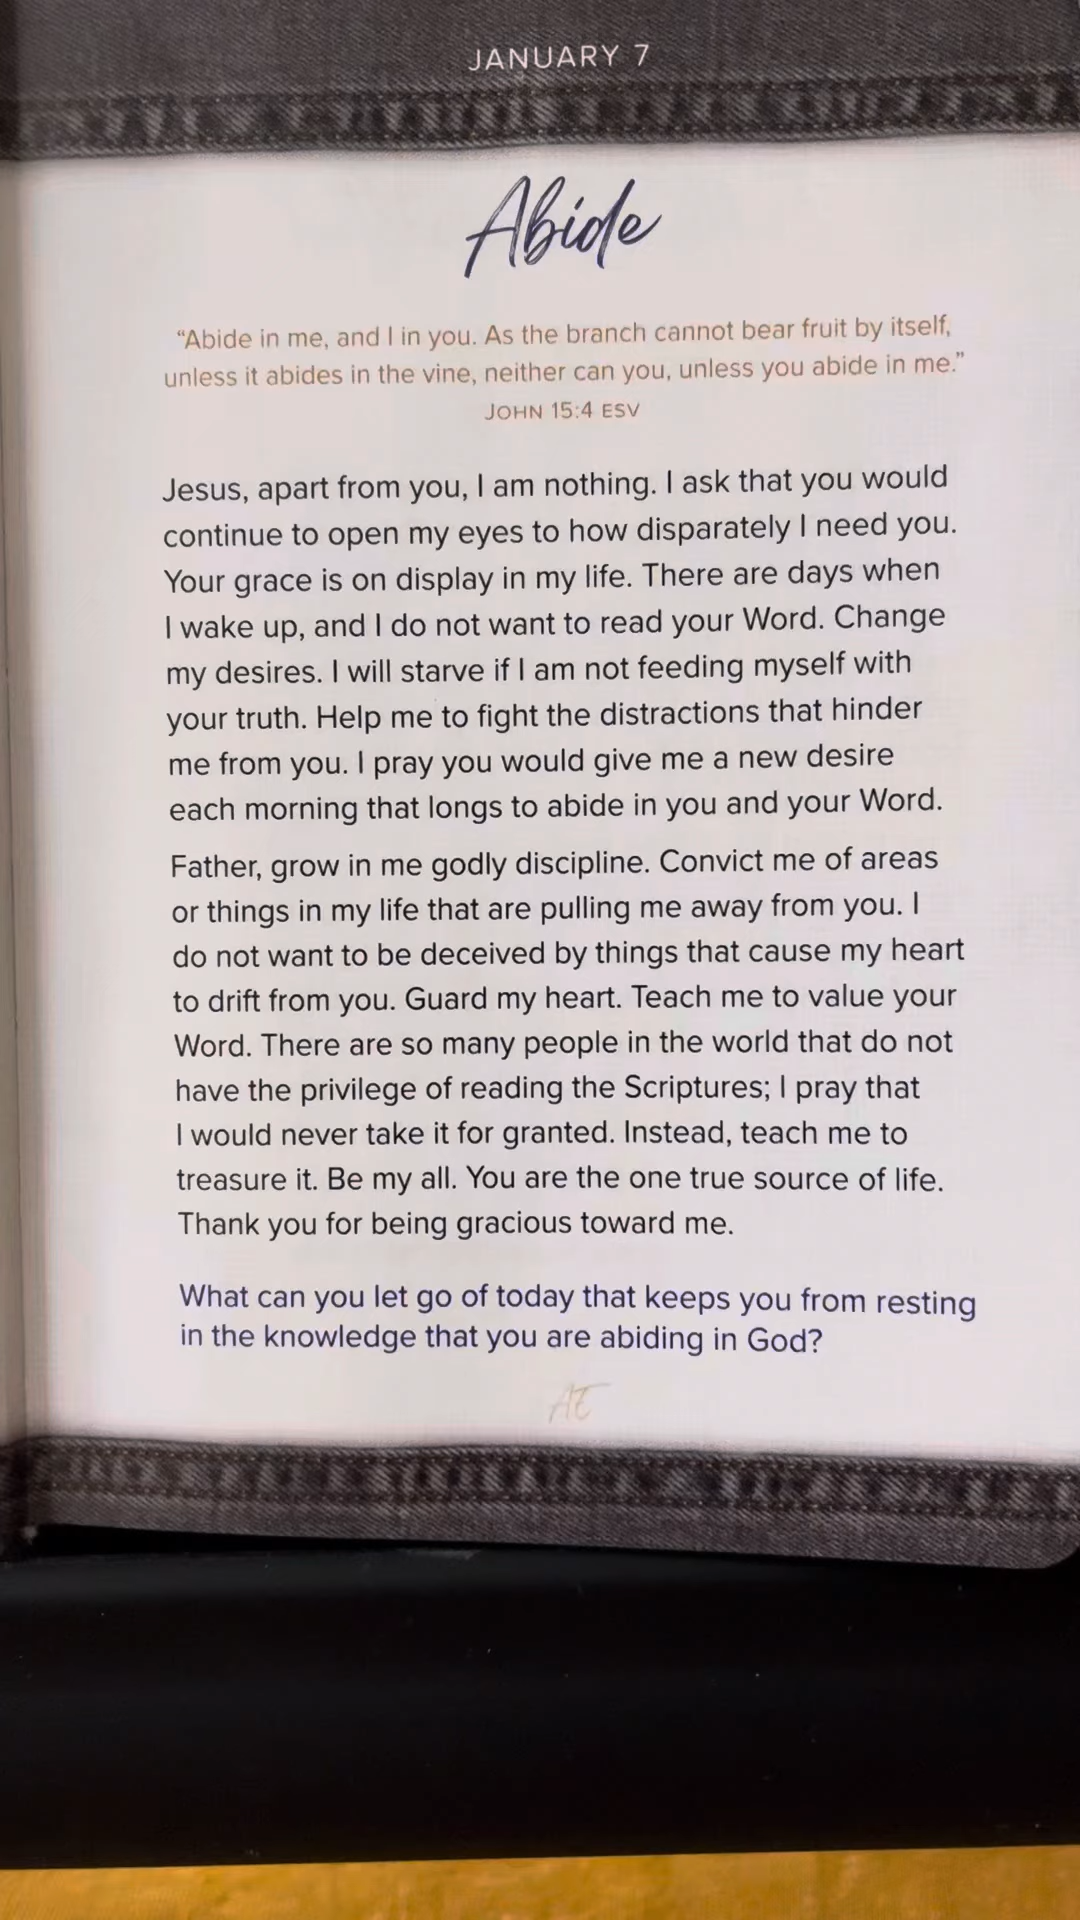 JANUARY 7
Abide
“Abide in me, and I in you. As the branch cannot bear fruit by itself,
unless it abides in the vine, neither can you, unless you abide in me.”
JOHN 15:4 ESV
Jesus, apart from you, I am nothing. I ask that you would
continue to open my eyes to how disparately I need you.
Your grace is on display in my life. There are days when
I wake up, and I do not want to read your Word. Change
my desires. I will starve if I am not feeding myself with
your truth. Help me to fight the distractions that hinder
me from you. I pray you would give me a new desire
each morning that longs to abide in you and your Word.
Father, grow in me godly discipline. Convict me of areas
or things in my life that are pulling me away from you. I
do not want to be deceived by things that cause my heart
to drift from you. Guard my heart. Teach me to value your
Word. There are so many people in the world that do not
have the privilege of reading the Scriptures; I pray that
I would never take it for granted. Instead, teach me to
treasure it. Be my all. You are the one true source of life.
Thank you for being gracious toward me.
What can you let go of today that keeps you from resting
in the knowledge that you are abiding in God?